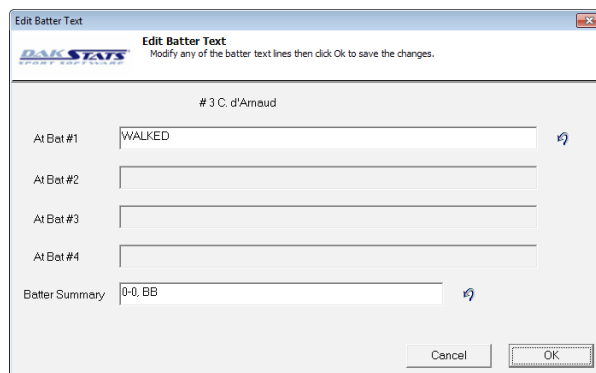 Edit Batter Text
DAKSTATS
SPORT SOFTWARE
Edit Batter Text
Modify any of the batter text lines then click Ok to save the changes.
# 3 C. d'Arnaud
At Bat #1 WALKED
At Bat #2
At Bat #3
At Bat #4
Batter Summary 0-0, BB
Cancel OK